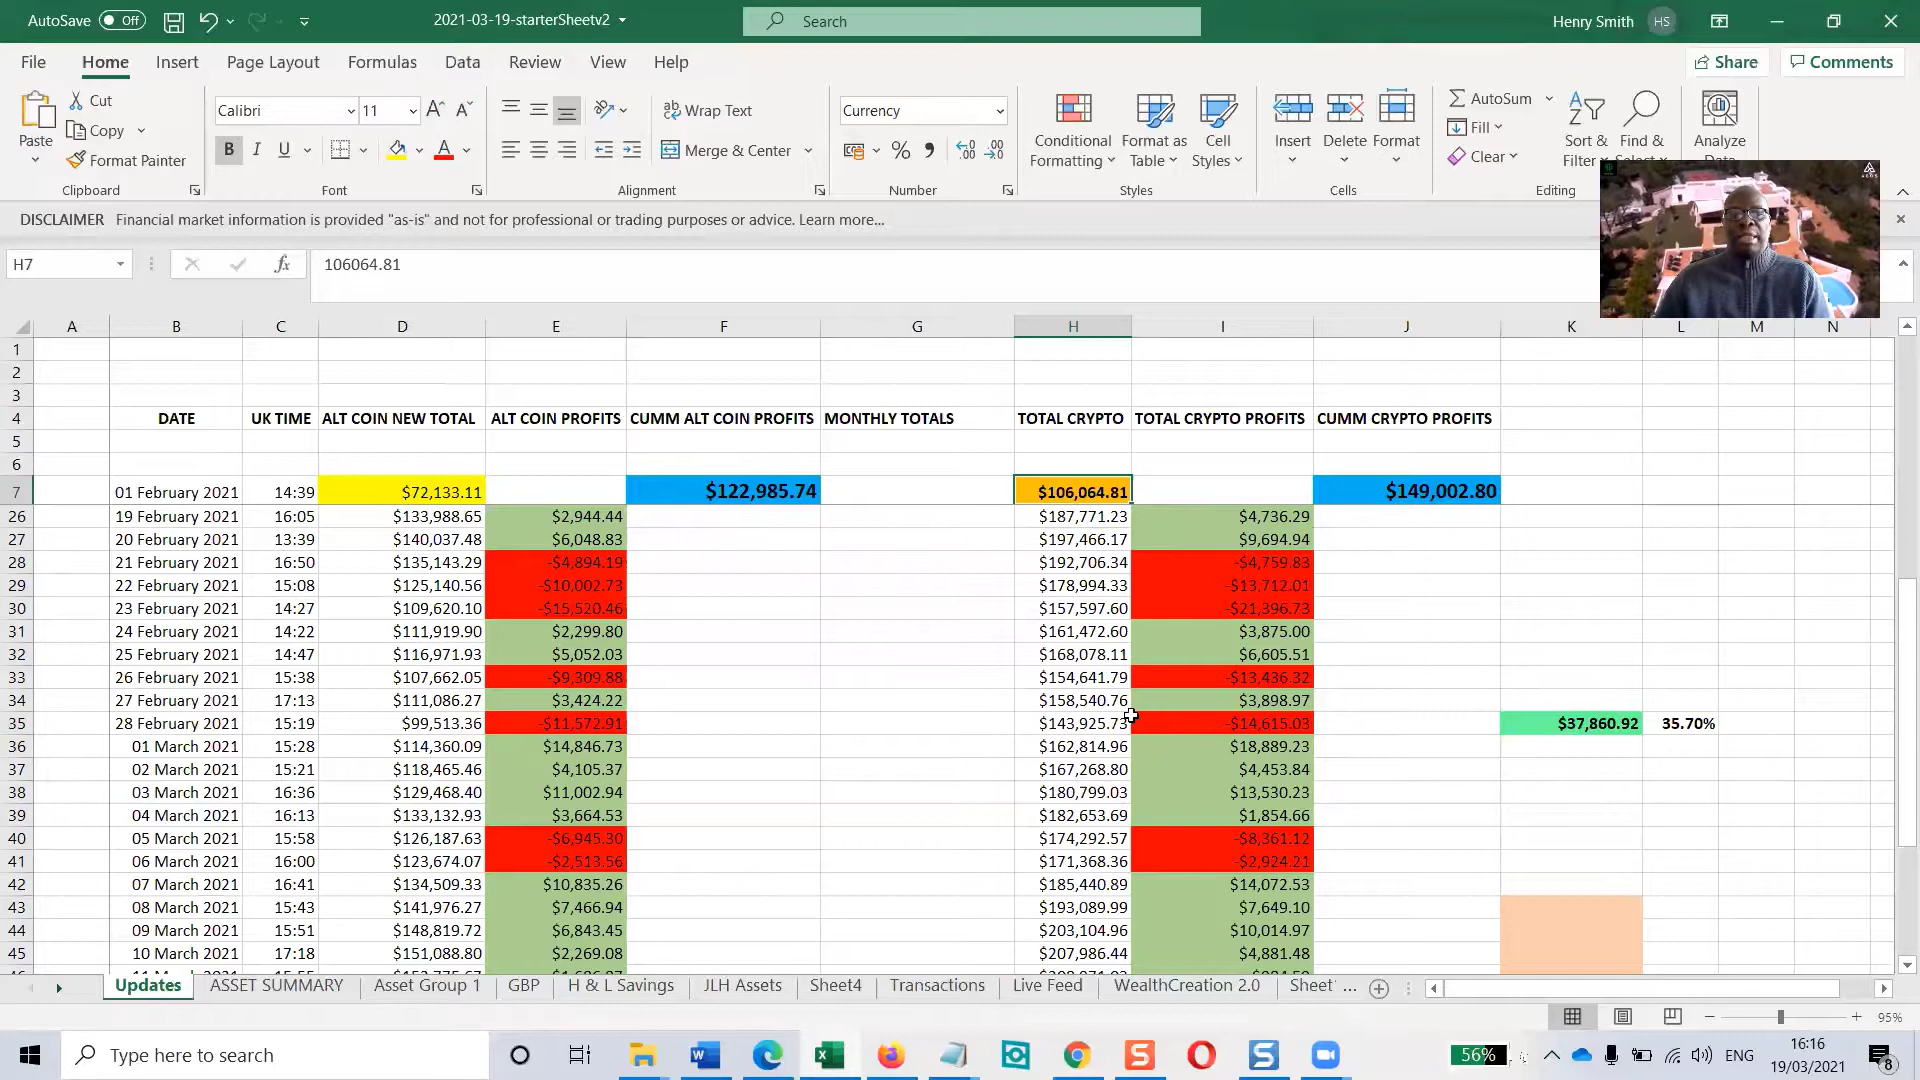 AutoSave Off 2021-03-19-starterSheetv2 Search Henry Smith HS
File Home Insert Page Layout Formulas Data Review View Help Share Comments
Paste Cut Copy Format Painter
Clipboard
Calibri 11
B I U A
Font
Wrap Text
Merge & Center
Alignment
Currency
%
Number
Conditional Formatting Format as Table Cell Styles
Styles
Insert Delete Format
Cells
AutoSum Fill Clear
Sort & Filter Find & Select
Editing
Analyze Data
DISCLAIMER Financial market information is provided "as-is" and not for professional or trading purposes or advice. Learn more...
H7 fx 106064.81
A B C D E F G H I J K L M N
1
2
3
4 DATE UK TIME ALT COIN NEW TOTAL ALT COIN PROFITS CUMM ALT COIN PROFITS MONTHLY TOTALS TOTAL CRYPTO TOTAL CRYPTO PROFITS CUMM CRYPTO PROFITS
5
6
7 01 February 2021 14:39 $72,133.11 $122,985.74 $106,064.81 $149,002.80
26 19 February 2021 16:05 $133,988.65 $2,944.44 $187,771.23 $4,736.29
27 20 February 2021 13:39 $140,037.48 $6,048.83 $197,466.17 $9,694.94
28 21 February 2021 16:50 $135,143.29 -$4,894.19 $192,706.34 -$4,759.83
29 22 February 2021 15:08 $125,140.56 -$10,002.73 $178,994.33 -$13,712.01
30 23 February 2021 14:27 $109,620.10 -$15,520.46 $157,597.60 -$21,396.73
31 24 February 2021 14:22 $111,919.90 $2,299.80 $161,472.60 $3,875.00
32 25 February 2021 14:47 $116,971.93 $5,052.03 $168,078.11 $6,605.51
33 26 February 2021 15:38 $107,662.05 -$9,309.88 $154,641.79 -$13,436.32
34 27 February 2021 17:13 $111,086.27 $3,424.22 $158,540.76 $3,898.97
35 28 February 2021 15:19 $99,513.36 -$11,572.91 $143,925.73 -$14,615.03 $37,860.92 35.70%
36 01 March 2021 15:28 $114,360.09 $14,846.73 $162,814.96 $18,889.23
37 02 March 2021 15:21 $118,465.46 $4,105.37 $167,268.80 $4,453.84
38 03 March 2021 16:36 $129,468.40 $11,002.94 $180,799.03 $13,530.23
39 04 March 2021 16:13 $133,132.93 $3,664.53 $182,653.69 $1,854.66
40 05 March 2021 15:58 $126,187.63 -$6,945.30 $174,292.57 -$8,361.12
41 06 March 2021 16:00 $123,674.07 -$2,513.56 $171,368.36 -$2,924.21
42 07 March 2021 16:41 $134,509.33 $10,835.26 $185,440.89 $14,072.53
43 08 March 2021 15:43 $141,976.27 $7,466.94 $193,089.99 $7,649.10
44 09 March 2021 15:51 $148,819.72 $6,843.45 $203,104.96 $10,014.97
45 10 March 2021 17:18 $151,088.80 $2,269.08 $207,986.44 $4,881.48
Updates ASSET SUMMARY Asset Group 1 GBP H & L Savings JLH Assets Sheet4 Transactions Live Feed WealthCreation 2.0 Sheet ...
95%
Type here to search 56% ENG 16:16
19/03/2021 8